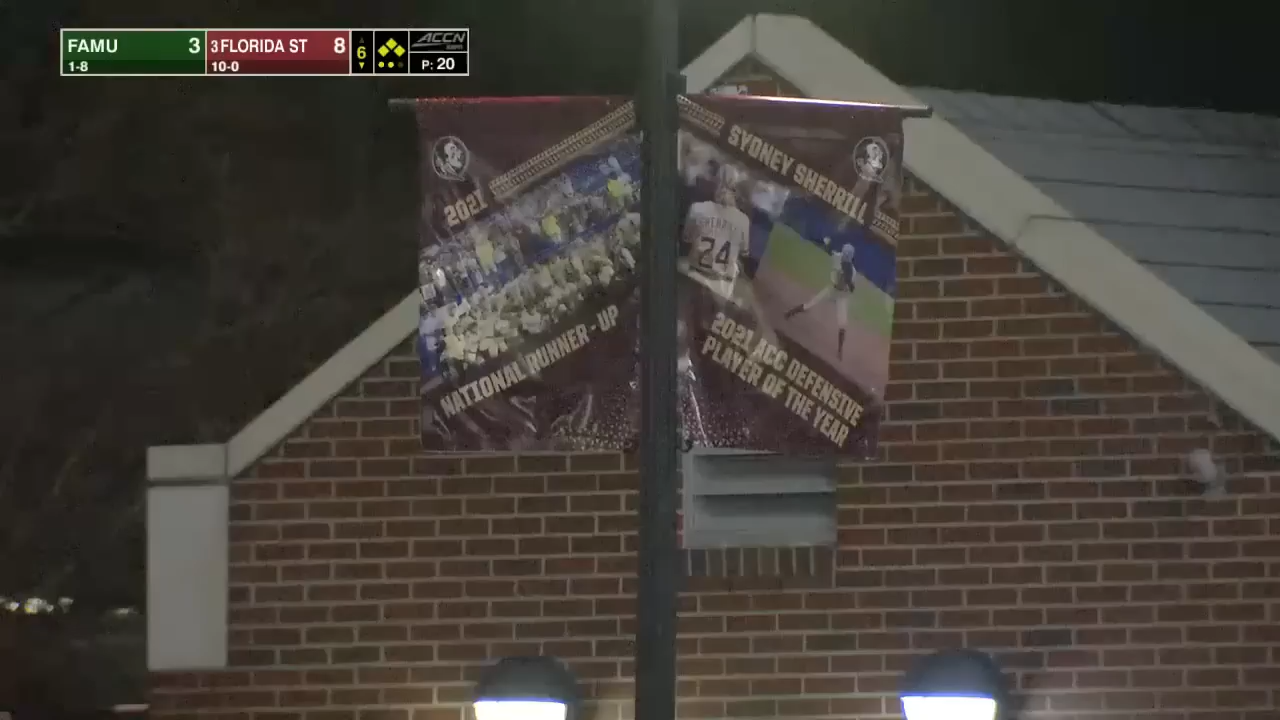 FAMU 3 3 FLORIDA ST 8 6 ACCN
1-8 10-0 P: 20
2021
NATIONAL RUNNER-UP
SYDNEY SHERRILL
SHERRILL
24
2021 ACC DEFENSIVE
PLAYER OF THE YEAR